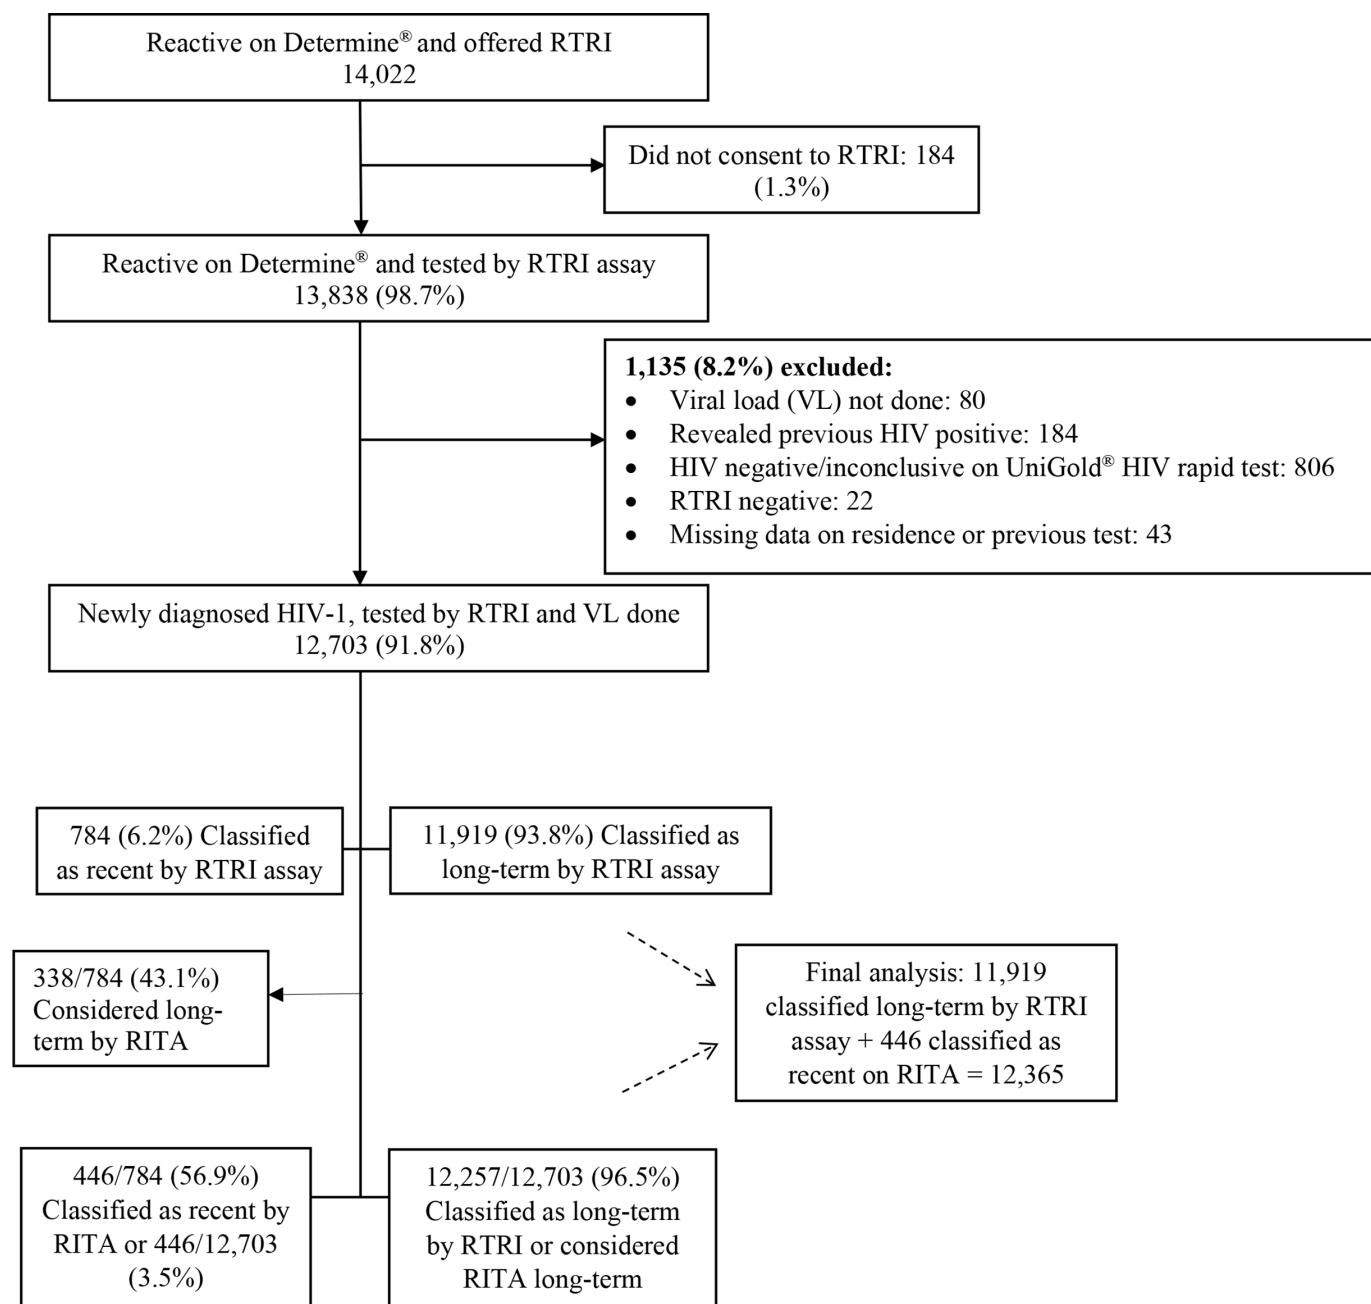 Reactive on Determine® and offered RTRI
14,022
Did not consent to RTRI: 184
(1.3%)
Reactive on Determine® and tested by RTRI assay
13,838 (98.7%)
1,135 (8.2%) excluded:
• Viral load (VL) not done: 80
• Revealed previous HIV positive: 184
• HIV negative/inconclusive on UniGold® HIV rapid test: 806
• RTRI negative: 22
• Missing data on residence or previous test: 43
Newly diagnosed HIV-1, tested by RTRI and VL done
12,703 (91.8%)
784 (6.2%) Classified
as recent by RTRI assay
11,919 (93.8%) Classified as
long-term by RTRI assay
338/784 (43.1%)
Considered long-
term by RITA
Final analysis: 11,919
classified long-term by RTRI
assay + 446 classified as
recent on RITA = 12,365
446/784 (56.9%)
Classified as recent by
RITA or 446/12,703
(3.5%)
12,257/12,703 (96.5%)
Classified as long-term
by RTRI or considered
RITA long-term